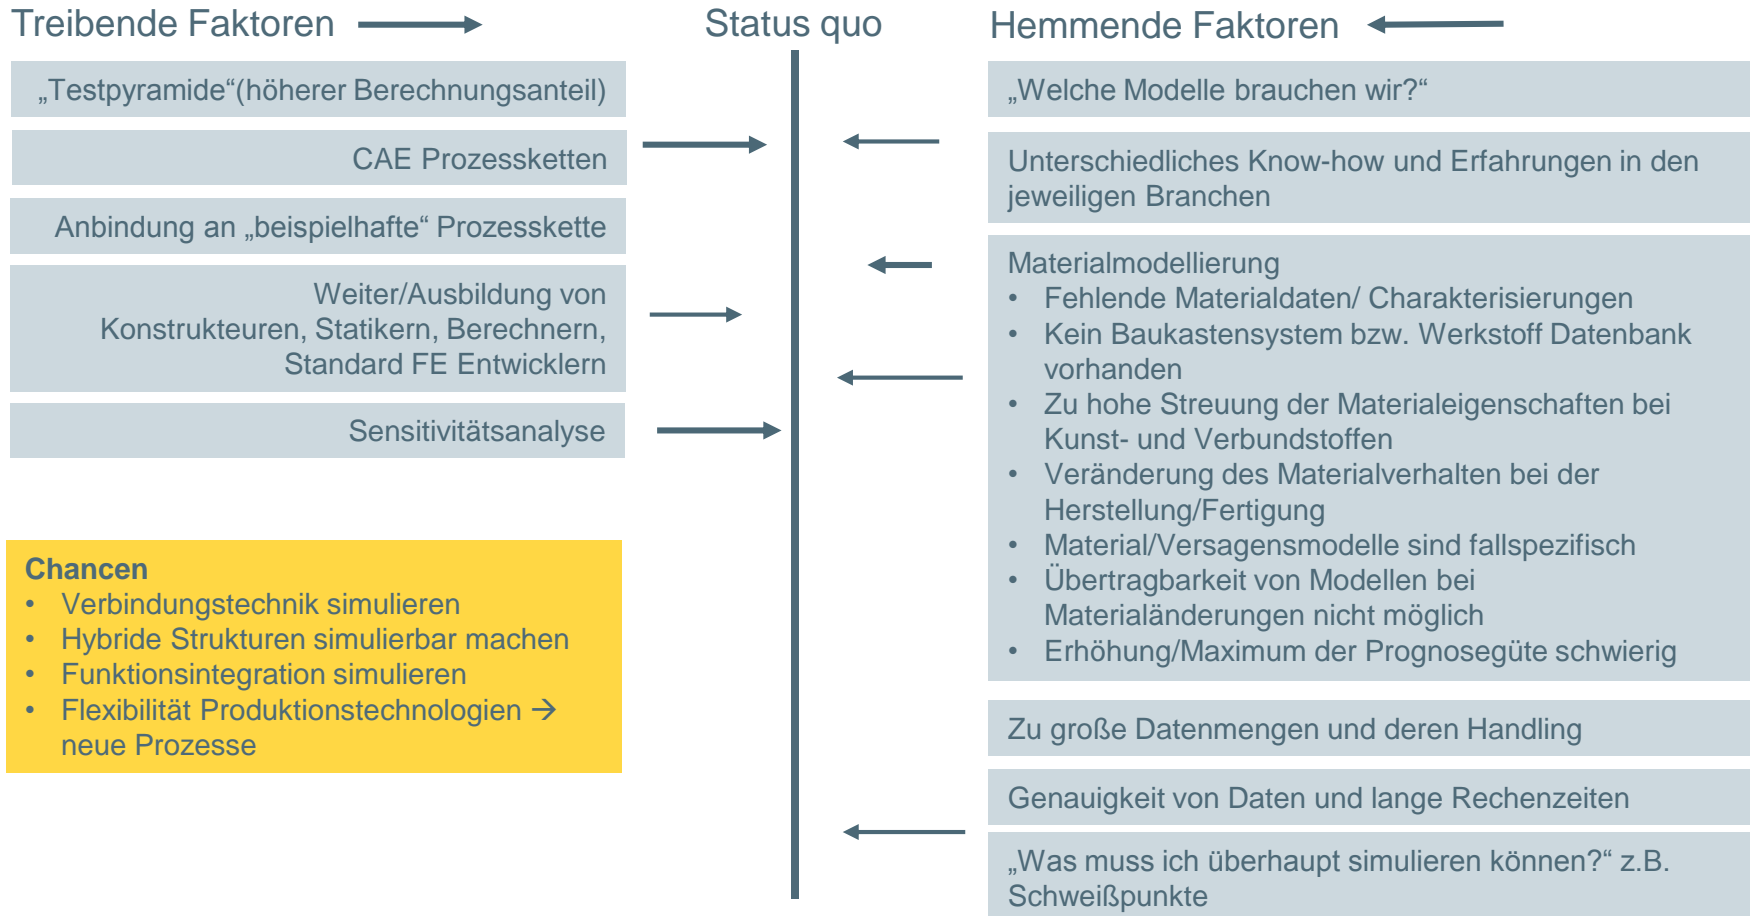 Treibende Faktoren
Status quo
Hemmende Faktoren
„Testpyramide“(höherer Berechnungsanteil)
CAE Prozessketten
Anbindung an „beispielhafte“ Prozesskette
Weiter/Ausbildung von
Konstrukteuren, Statikern, Berechnern,
Standard FE Entwicklern
Sensitivitätsanalyse
Chancen
• Verbindungstechnik simulieren
• Hybride Strukturen simulierbar machen
• Funktionsintegration simulieren
• Flexibilität Produktionstechnologien →
neue Prozesse
„Welche Modelle brauchen wir?“
Unterschiedliches Know-how und Erfahrungen in den
jeweiligen Branchen
Materialmodellierung
• Fehlende Materialdaten/ Charakterisierungen
• Kein Baukastensystem bzw. Werkstoff Datenbank
vorhanden
• Zu hohe Streuung der Materialeigenschaften bei
Kunst- und Verbundstoffen
• Veränderung des Materialverhalten bei der
Herstellung/Fertigung
• Material/Versagensmodelle sind fallspezifisch
• Übertragbarkeit von Modellen bei
Materialänderungen nicht möglich
• Erhöhung/Maximum der Prognosegüte schwierig
Zu große Datenmengen und deren Handling
Genauigkeit von Daten und lange Rechenzeiten
„Was muss ich überhaupt simulieren können?“ z.B.
Schweißpunkte